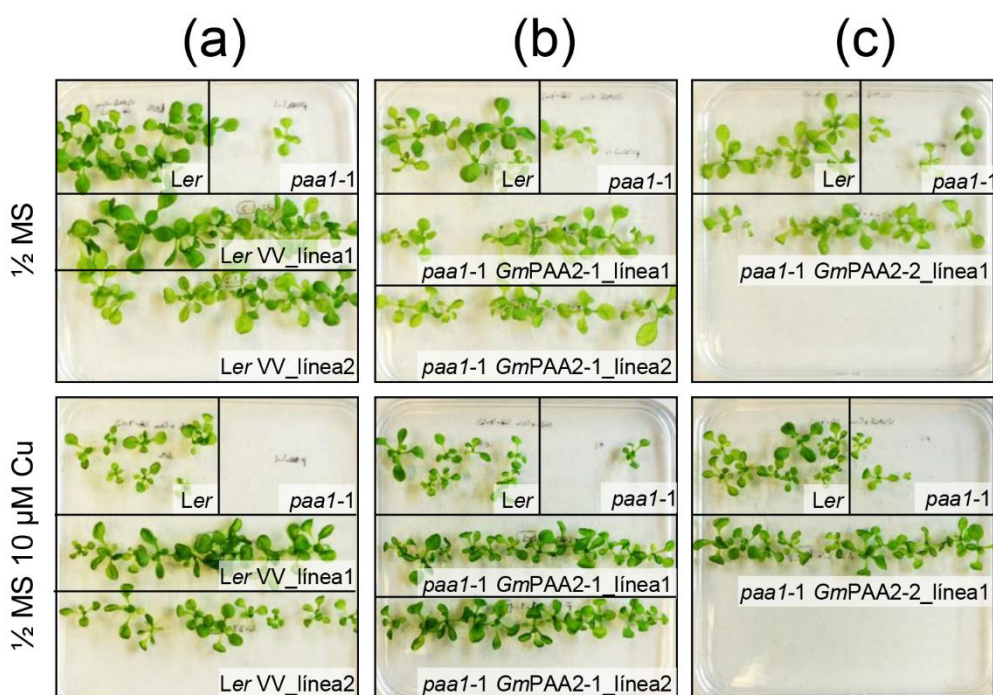 (a) (b) (c)
½ MS
Ler paa1-1 Ler paa1-1 Ler paa1-1
Ler VV_línea1 paa1-1 GmPAA2-1_línea1 paa1-1 GmPAA2-2_línea1
Ler VV_línea2 paa1-1 GmPAA2-1_línea2
½ MS 10 µM Cu
Ler paa1-1 Ler paa1-1 Ler paa1-1
Ler VV_línea1 paa1-1 GmPAA2-1_línea1 paa1-1 GmPAA2-2_línea1
Ler VV_línea2 paa1-1 GmPAA2-1_línea2